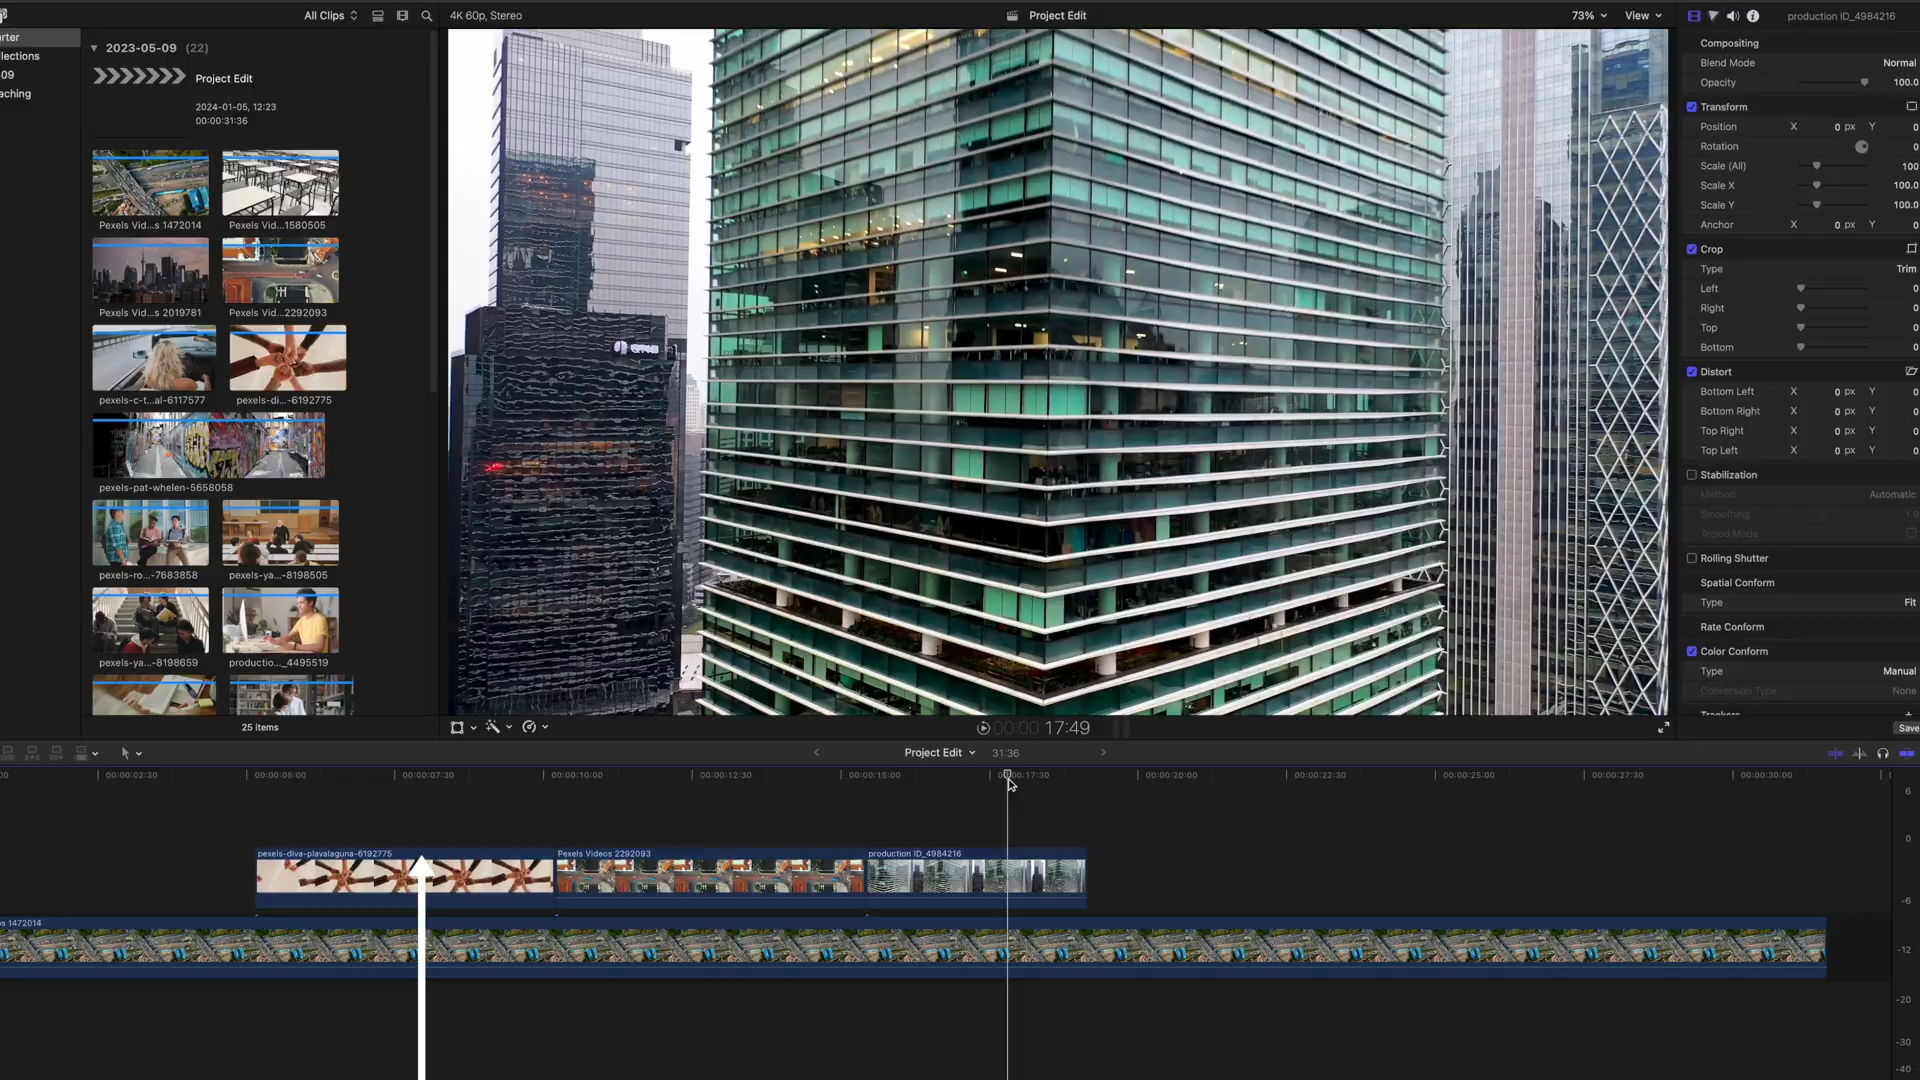 All Clips
4K 60p, Stereo
Project Edit
73%
View
production ID_4984216
arter
llections
-09
aching
2023-05-09 (22)
Project Edit
2024-01-05, 12:23
00:00:31:36
Pexels Vid...s 1472014
Pexels Vid...1580505
Pexels Vid...s 2019781
Pexels Vid...2292093
pexels-c-t...al-6117577
pexels-di...-6192775
pexels-pat-whelen-5658058
pexels-ro...-7683858
pexels-ya...-8198505
pexels-ya...-8198659
productio..._4495519
25 items
Compositing
Blend Mode Normal
Opacity 100.0
Transform
Position X 0 px Y 0
Rotation 0
Scale (All) 100
Scale X 100.0
Scale Y 100.0
Anchor X 0 px Y 0
Crop
Type Trim
Left 0
Right 0
Top 0
Bottom 0
Distort
Bottom Left X 0 px Y 0
Bottom Right X 0 px Y 0
Top Right X 0 px Y 0
Top Left X 0 px Y 0
Stabilization
Method Automatic
Smoothing 1.0
Tripod Mode
Rolling Shutter
Spatial Conform
Type Fit
Rate Conform
Color Conform
Type Manual
Conversion Type None
Trackers
Save
00:00 17:49
Project Edit 31:36
00 00:00:02:30 00:00:05:00 00:00:07:30 00:00:10:00 00:00:12:30 00:00:15:00 00:00:17:30 00:00:20:00 00:00:22:30 00:00:25:00 00:00:27:30 00:00:30:00
6
0
-6
-12
-20
-30
-40
pexels-diva-plavalaguna-6192775
Pexels Videos 2292093
production ID_4984216
s 1472014